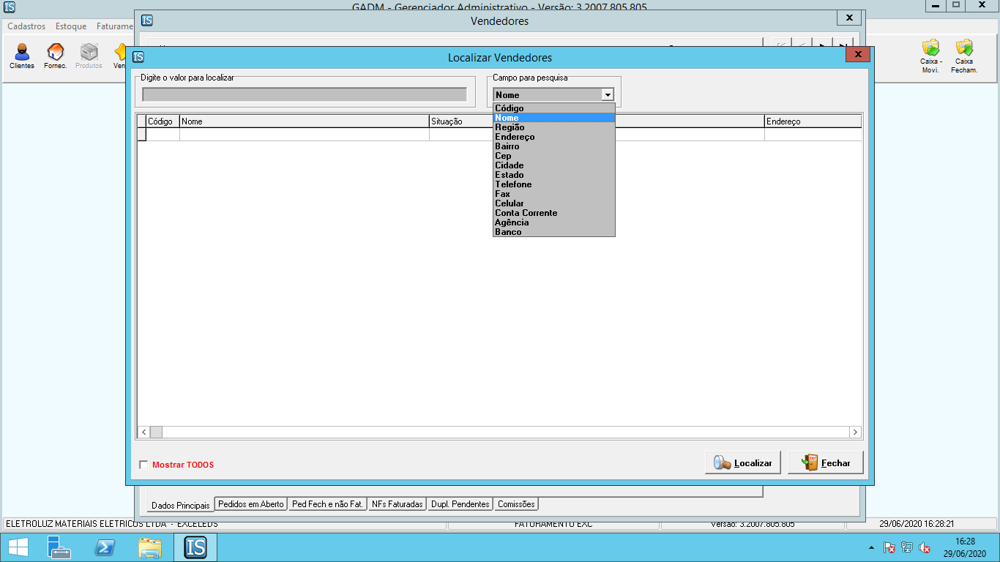 IS
GADM - Gerenciador Administrativo - Versão: 3.2007.805.805
Cadastros Estoque Faturame
IS Vendedores X
Clientes Fornec. Produtos Ven
Caixa - Movi.
Caixa Fecham.
IS Localizar Vendedores X
Digite o valor para localizar
Campo para pesquisa
Nome
Código
Nome
Região
Endereço
Bairro
Cep
Cidade
Estado
Telefone
Fax
Celular
Conta Corrente
Agência
Banco
Código Nome Situação Endereço
Mostrar TODOS
Localizar
Fechar
Dados Principais Pedidos em Aberto Ped Fech e não Fat. NFs Faturadas Dupl. Pendentes Comissões
ELETROLUZ MATERIAIS ELETRICOS LTDA - EXCELEDS FATURAMENTO EXC Versão: 3.2007.805.805 29/06/2020 16:28:21
IS
16:28
29/06/2020